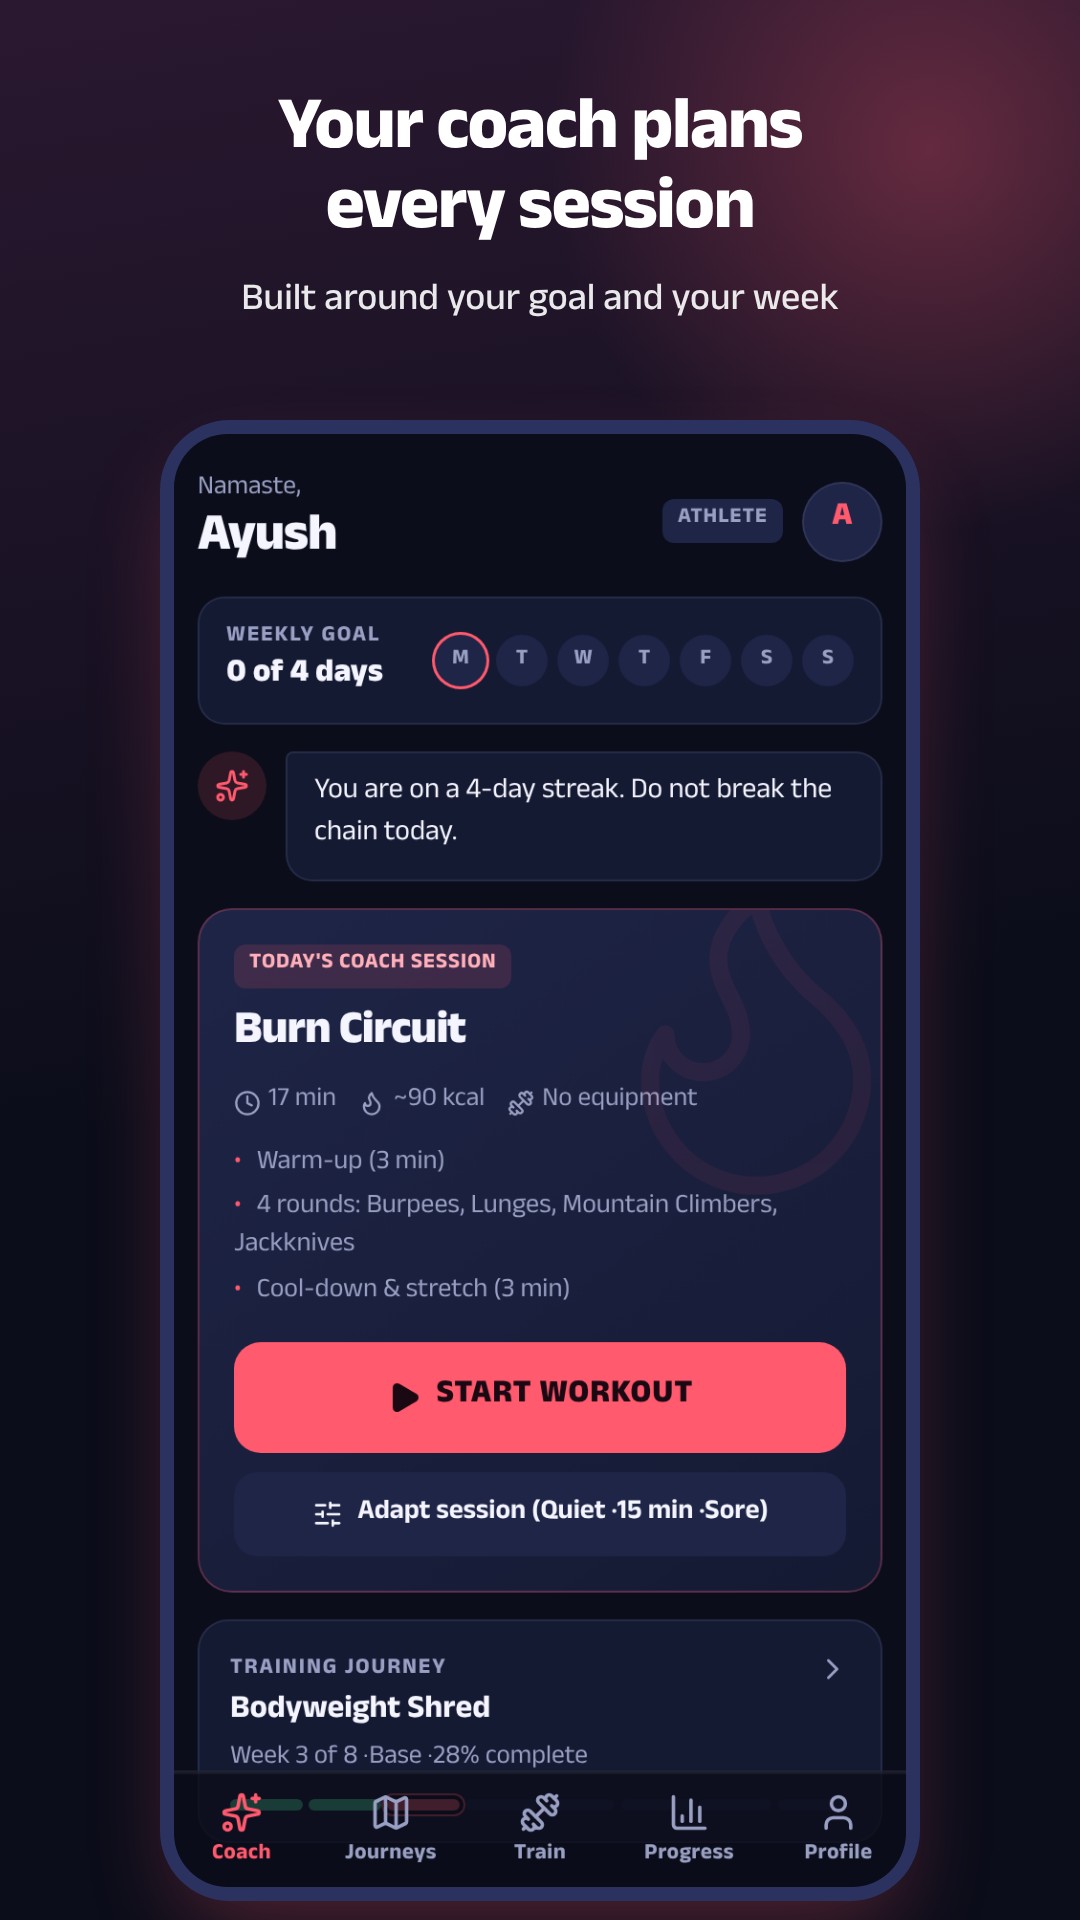 Your coach plans
every session
Built around your goal and your week
Namaste,
Ayush
ATHLETE
A
WEEKLY GOAL
0 of 4 days
M T W T F S S
You are on a 4-day streak. Do not break the
chain today.
TODAY'S COACH SESSION
Burn Circuit
17 min ~90 kcal No equipment
• Warm-up (3 min)
• 4 rounds: Burpees, Lunges, Mountain Climbers,
Jackknives
• Cool-down & stretch (3 min)
START WORKOUT
Adapt session (Quiet ·15 min ·Sore)
TRAINING JOURNEY
Bodyweight Shred
Week 3 of 8 ·Base ·28% complete
Coach Journeys Train Progress Profile